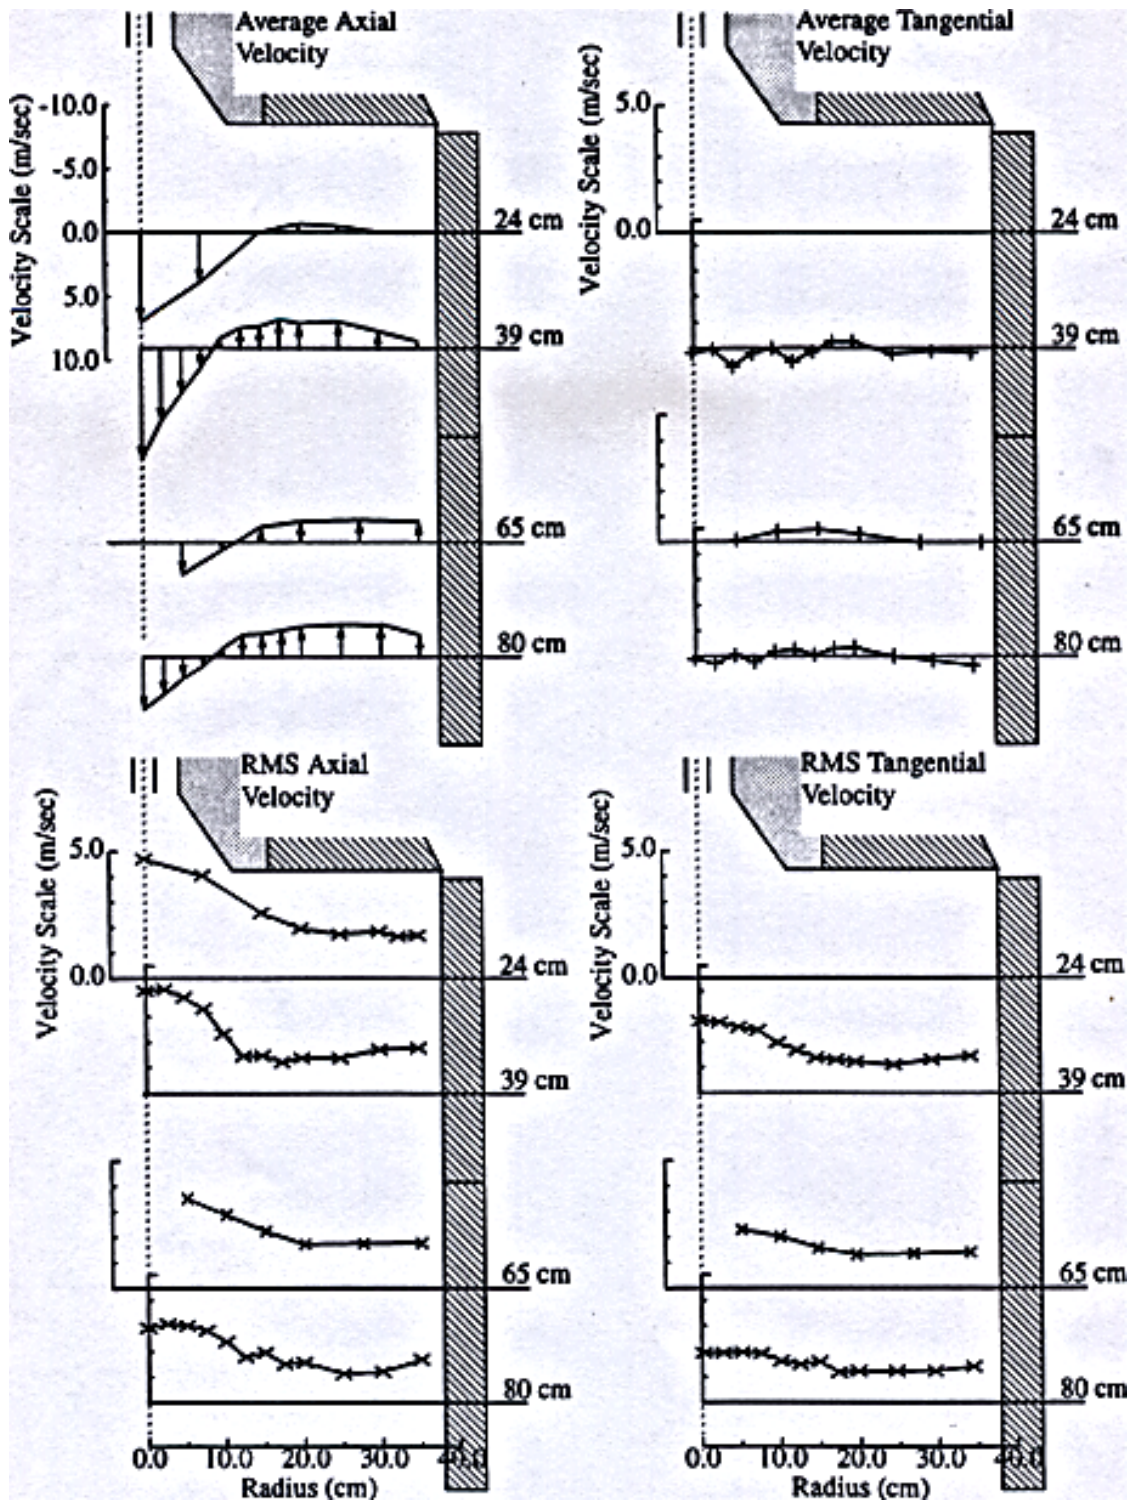 Average Axial
Velocity
Velocity Scale (m/sec)
-10.0
-5.0
0.0
5.0
10.0
24 cm
39 cm
65 cm
80 cm
Average Tangential
Velocity
Velocity Scale (m/sec)
5.0
0.0
24 cm
39 cm
65 cm
80 cm
RMS Axial
Velocity
Velocity Scale (m/sec)
5.0
0.0
24 cm
39 cm
65 cm
80 cm
0.0 10.0 20.0 30.0 40.0
Radius (cm)
RMS Tangential
Velocity
Velocity Scale (m/sec)
5.0
0.0
24 cm
39 cm
65 cm
80 cm
0.0 10.0 20.0 30.0 40.0
Radius (cm)